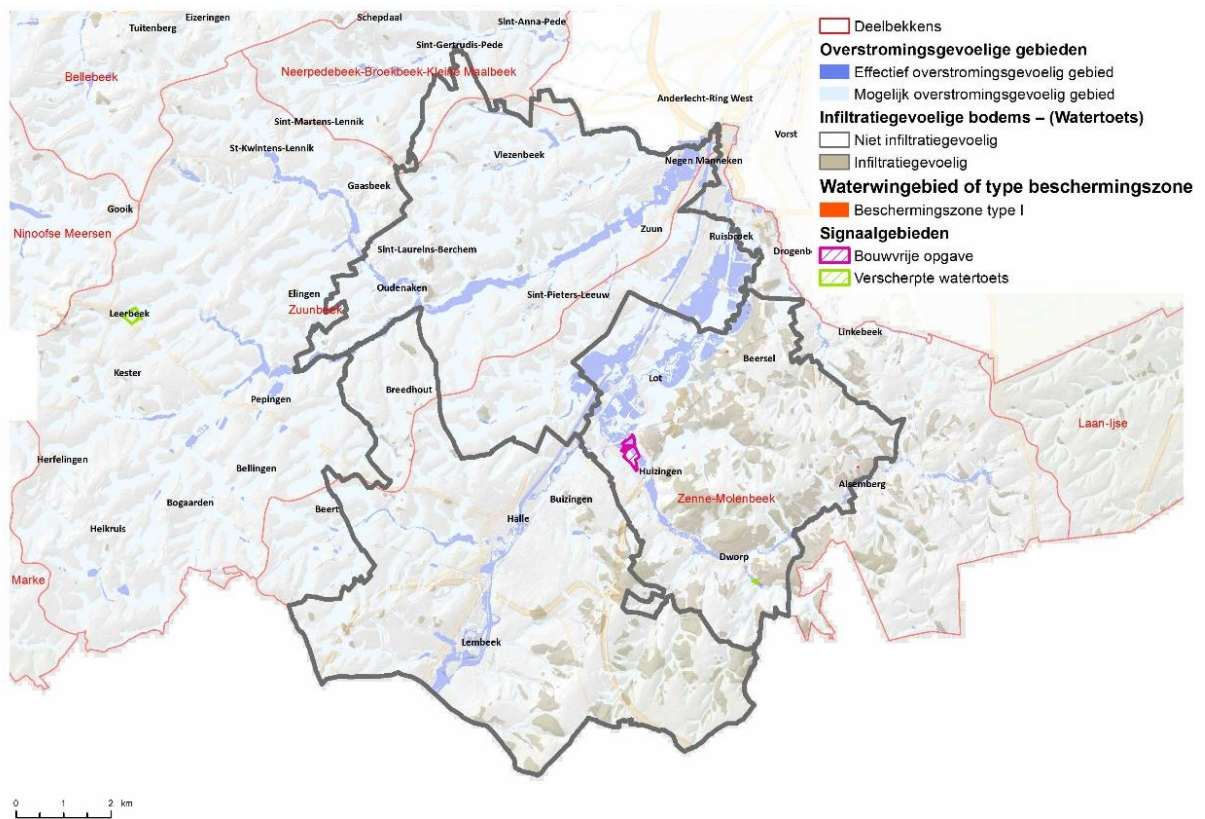 Eizeringen
Schepdaal
Tuitenberg
Sint-Anna-Pede
Sint-Gertrudis-Pede
Bellebeek
Neerpedebeek-Broekbeek-Kleine Maalbeek
Anderlecht-Ring West
Sint-Martens-Lennik
Vorst
St-Kwintens-Lennik
Vlezenbeek
Negen Manneken
Gaasbeek
Gooik
Ninoofse Meersen
Zuun
Ruisbroek
Sint-Laureins-Berchem
Drogenb
Oudenaken
Elingen
Sint-Pieters-Leeuw
Zuunbeek
Leerbeek
Linkebeek
Beersel
Kester
Lot
Breedhout
Pepingen
Laan-Ijse
Herfelingen
Bellingen
Huizingen
Alsemberg
Bogaarden
Buizingen
Zenne-Molenbeek
Beert
Halle
Heikruis
Dworp
Marke
Lembeek
Deelbekkens
Overstromingsgevoelige gebieden
Effectief overstromingsgevoelig gebied
Mogelijk overstromingsgevoelig gebied
Infiltratiegevoelige bodems – (Watertoets)
Niet infiltratiegevoelig
Infiltratiegevoelig
Waterwingebied of type beschermingszone
Beschermingszone type I
Signaalgebieden
Bouwvrije opgave
Verscherpte watertoets
0 1 2 km